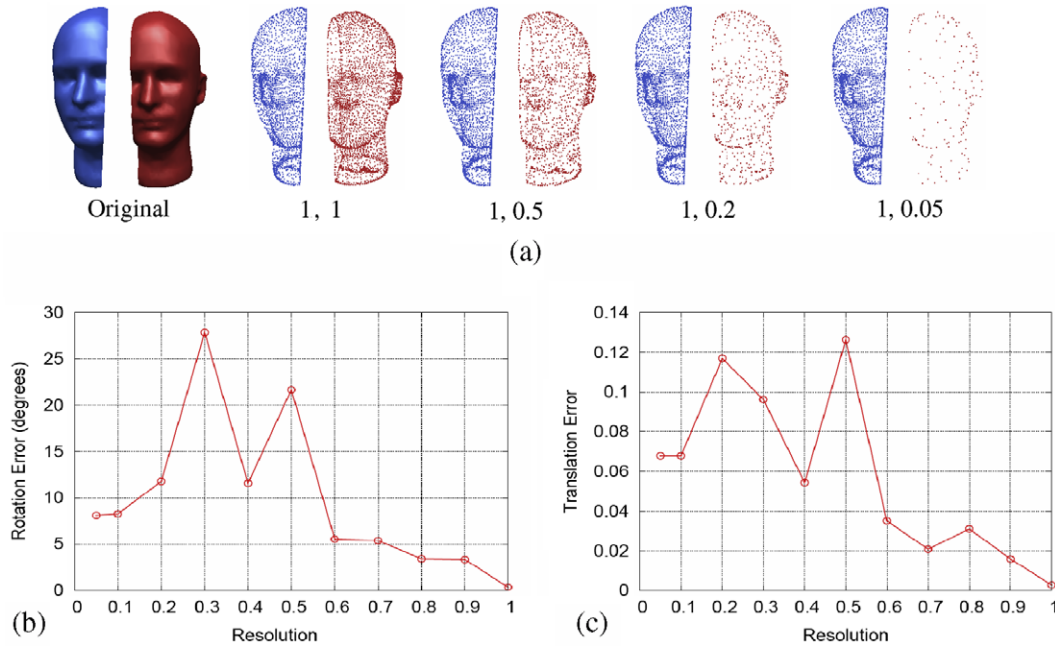 Original
1, 1
1, 0.5
1, 0.2
1, 0.05
(a)
30
25
20
15
10
5
0
Rotation Error (degrees)
0 0.1 0.2 0.3 0.4 0.5 0.6 0.7 0.8 0.9 1
Resolution
(b)
0.14
0.12
0.1
0.08
0.06
0.04
0.02
0
Translation Error
0 0.1 0.2 0.3 0.4 0.5 0.6 0.7 0.8 0.9 1
Resolution
(c)